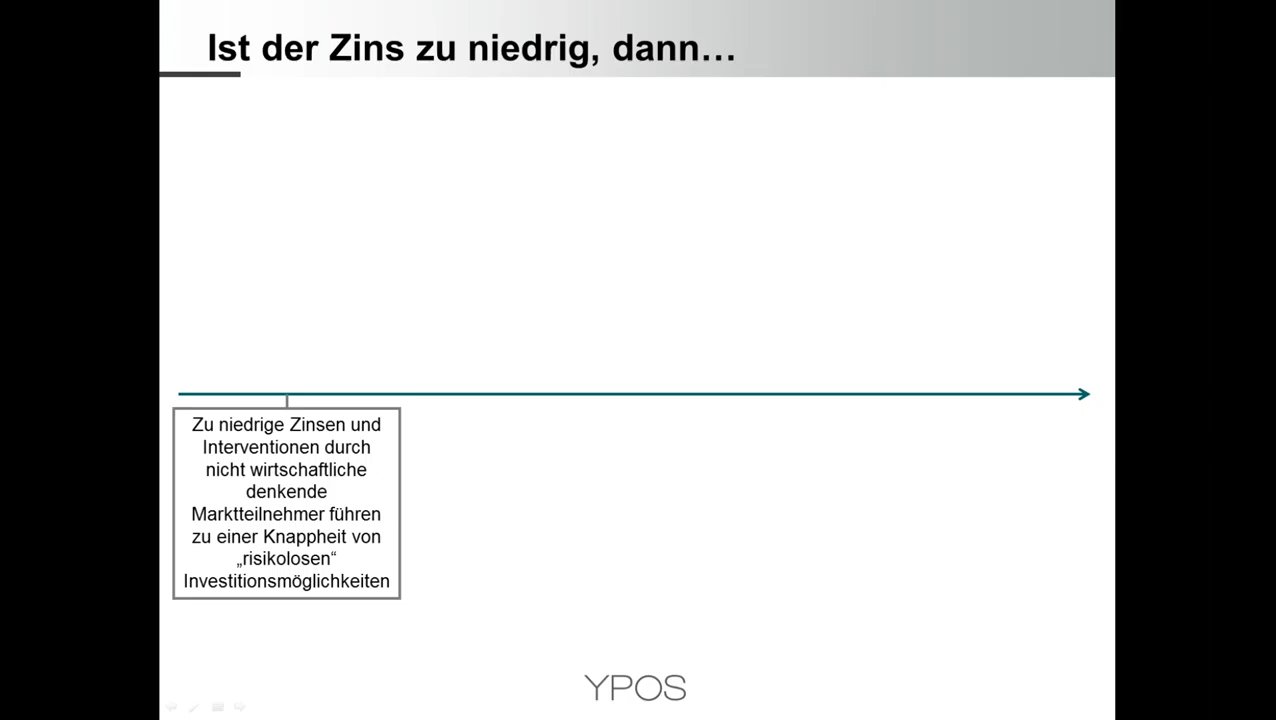 Ist der Zins zu niedrig, dann…
Zu niedrige Zinsen und
Interventionen durch
nicht wirtschaftliche
denkende
Marktteilnehmer führen
zu einer Knappheit von
„risikolosen“
Investitionsmöglichkeiten
YPOS